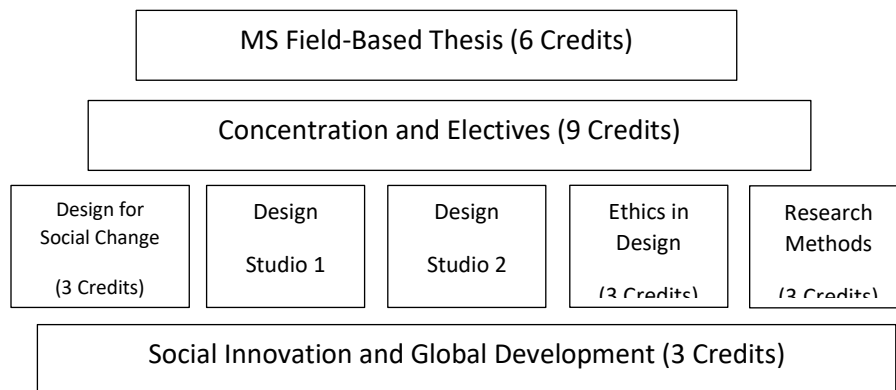 MS Field-Based Thesis (6 Credits)
Concentration and Electives (9 Credits)
Design for
Social Change
(3 Credits)
Design
Studio 1
Design
Studio 2
Ethics in
Design
(3 Credits)
Research
Methods
(3 Credits)
Social Innovation and Global Development (3 Credits)